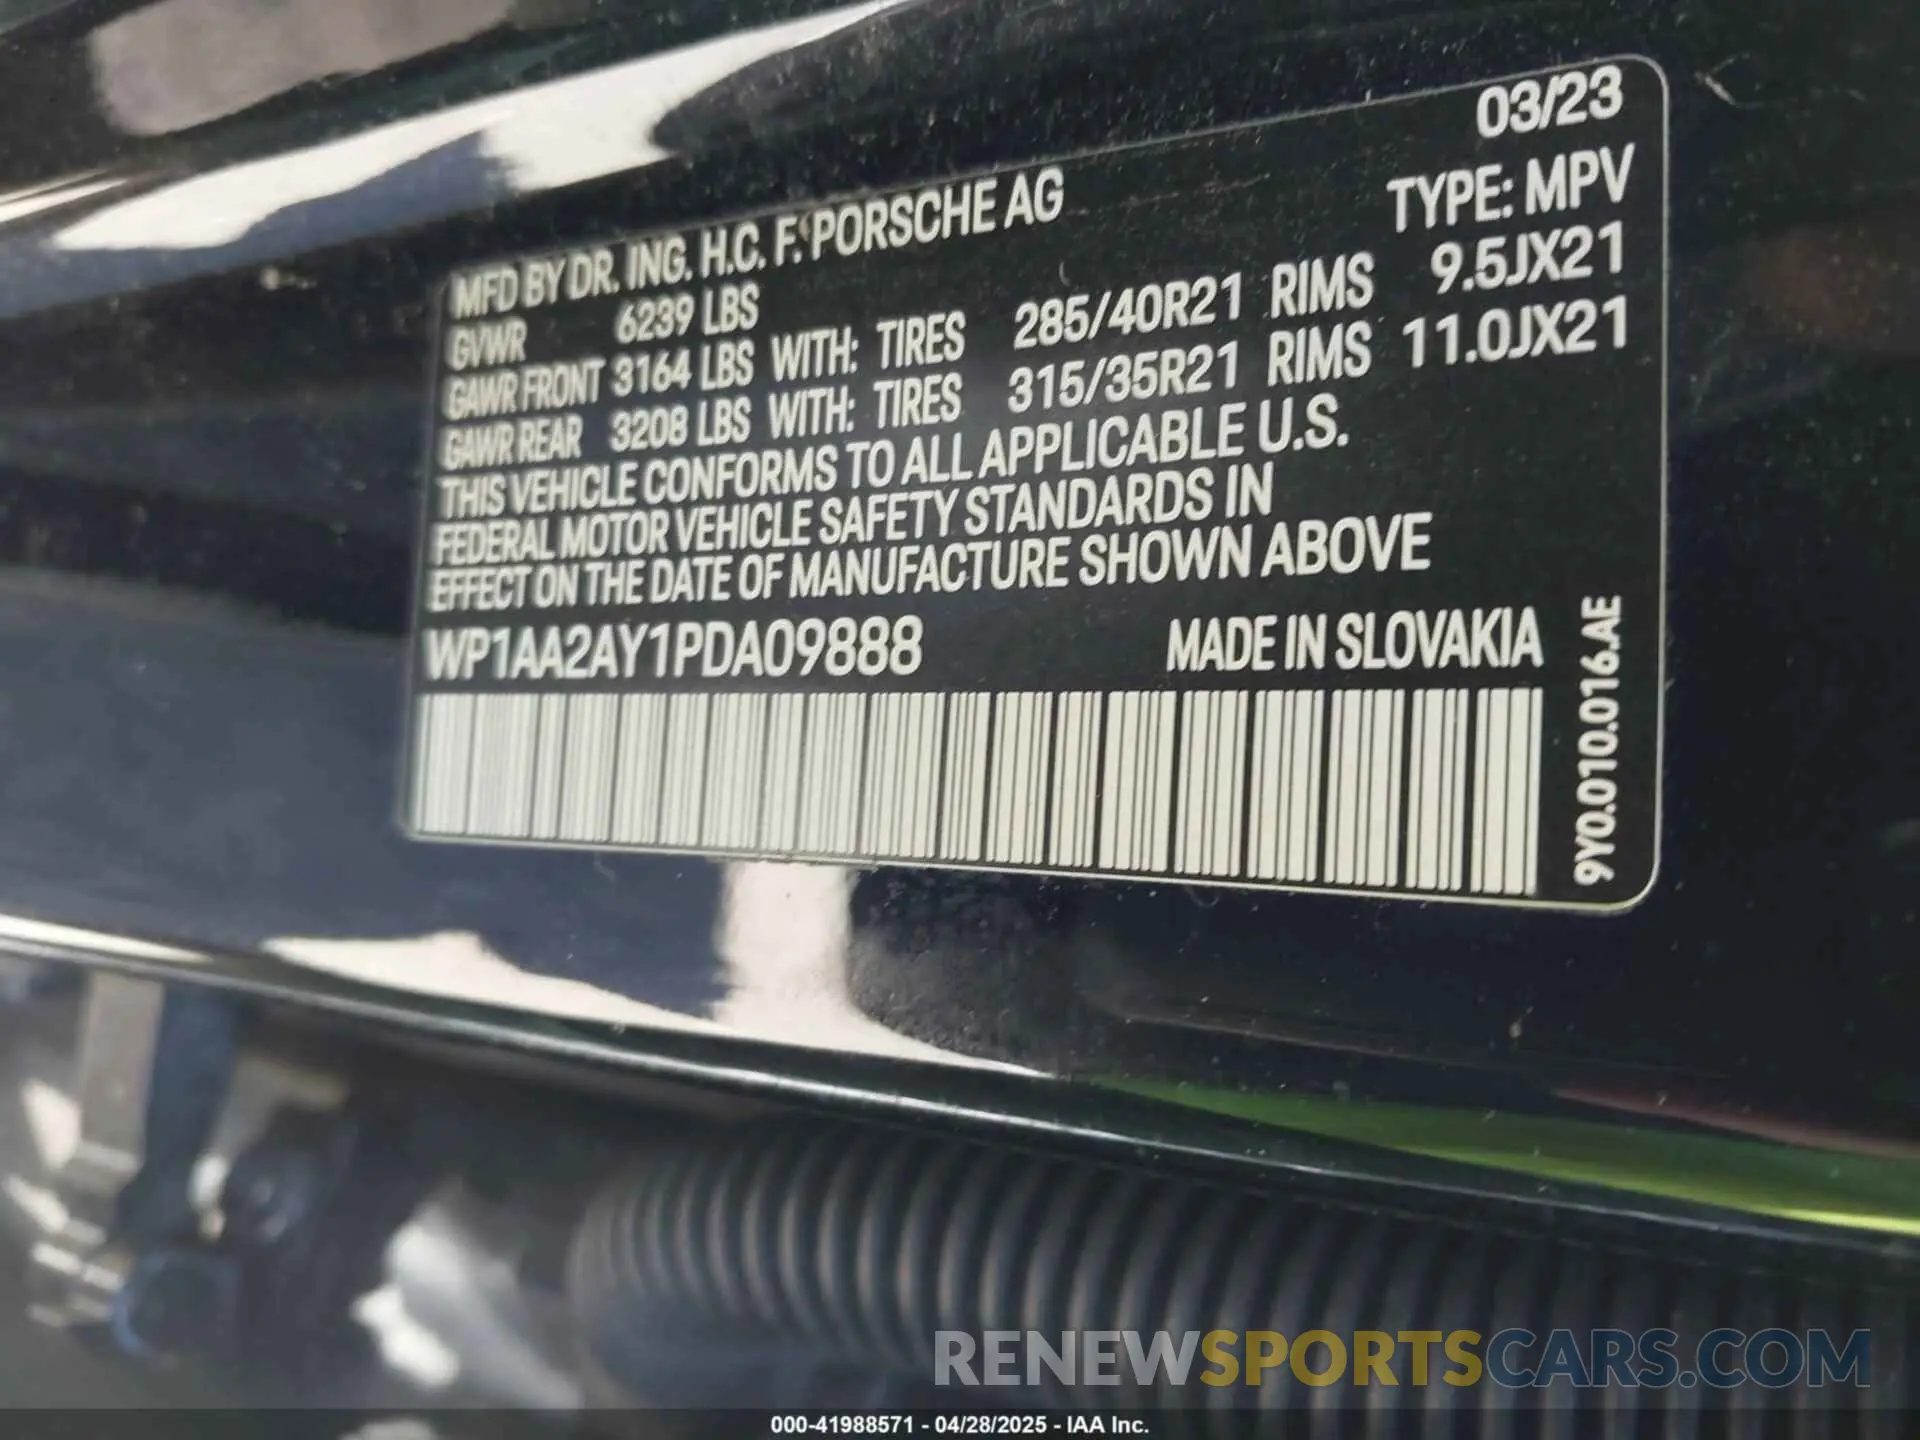 03/23
MFD BY DR. ING. H.C. F. PORSCHE AG TYPE: MPV
GVWR 6239 LBS
GAWR FRONT 3164 LBS WITH: TIRES 285/40R21 RIMS 9.5JX21
GAWR REAR 3208 LBS WITH: TIRES 315/35R21 RIMS 11.0JX21
THIS VEHICLE CONFORMS TO ALL APPLICABLE U.S.
FEDERAL MOTOR VEHICLE SAFETY STANDARDS IN
EFFECT ON THE DATE OF MANUFACTURE SHOWN ABOVE
WP1AA2AY1PDA09888 MADE IN SLOVAKIA
9Y0.010.016.AE
RENEWSPORTSCARS.COM
000-41988571 - 04/28/2025 - IAA Inc.